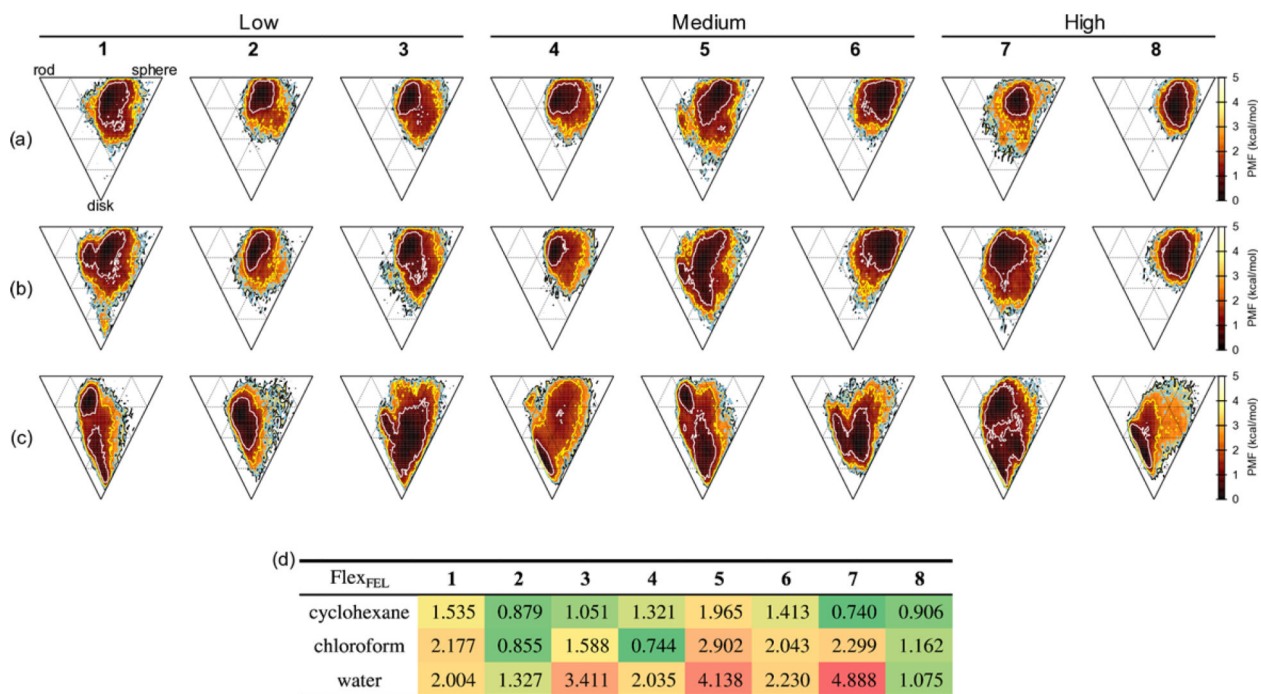 Low Medium High
1 2 3 4 5 6 7 8
rod sphere
(a)
disk
5
4
3
2
1
0
PMF (kcal/mol)
(b)
5
4
3
2
1
0
PMF (kcal/mol)
(c)
5
4
3
2
1
0
PMF (kcal/mol)
(d)
FlexFEL 1 2 3 4 5 6 7 8
cyclohexane 1.535 0.879 1.051 1.321 1.965 1.413 0.740 0.906
chloroform 2.177 0.855 1.588 0.744 2.902 2.043 2.299 1.162
water 2.004 1.327 3.411 2.035 4.138 2.230 4.888 1.075